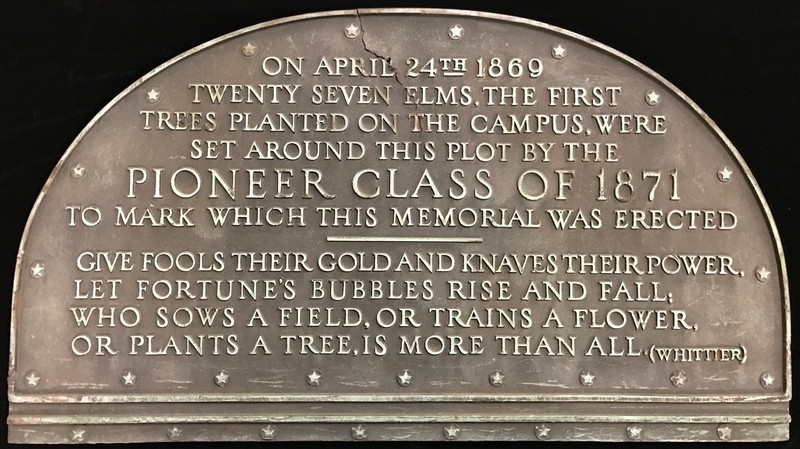 ON APRIL 24TH 1869
TWENTY SEVEN ELMS, THE FIRST
TREES PLANTED ON THE CAMPUS, WERE
SET AROUND THIS PLOT BY THE
PIONEER CLASS OF 1871
TO MARK WHICH THIS MEMORIAL WAS ERECTED
GIVE FOOLS THEIR GOLD AND KNAVES THEIR POWER,
LET FORTUNE'S BUBBLES RISE AND FALL;
WHO SOWS A FIELD, OR TRAINS A FLOWER,
OR PLANTS A TREE, IS MORE THAN ALL. (WHITTIER)